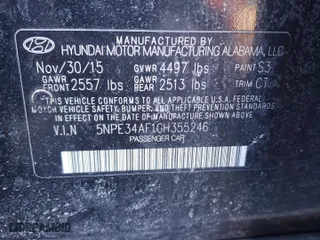 BY
HYUNDAI MOTOR MANUFACTURING ALABAMA, LLC
Nov/30/15 GVWR 4497 lbs PAINT S3
GAWR FRONT 2557 lbs GAWR REAR 2513 lbs TRIM CT
THIS VEHICLE CONFORMS TO ALL APPLICABLE
FEDERAL MOTOR VEHICLE SAFETY, BUMPER, AND
THEFT PREVENTION STANDARDS IN EFFECT ON
THE DATE OF MANUFACTURE SHOWN ABOVE.
V.I.N 5NPE34AF1GH355246
PASSENGER CAR